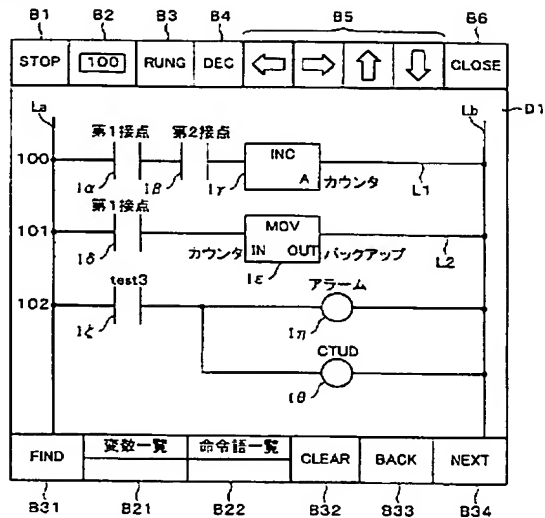 B1 B2 B3 B4 B5 B6
STOP 100 RUNG DEC CLOSE
La Lb D1
第1接点 第2接点
100 INC
A カウンタ
Iα Iβ Iγ L1
第1接点
101 MOV
カウンタ IN OUT バックアップ
Iδ Iε L2
test3 アラーム
102
Iζ Iπ
CTUD
Iθ
FIND 変数一覧 命令語一覧 CLEAR BACK NEXT
B31 B21 B22 B32 B33 B34